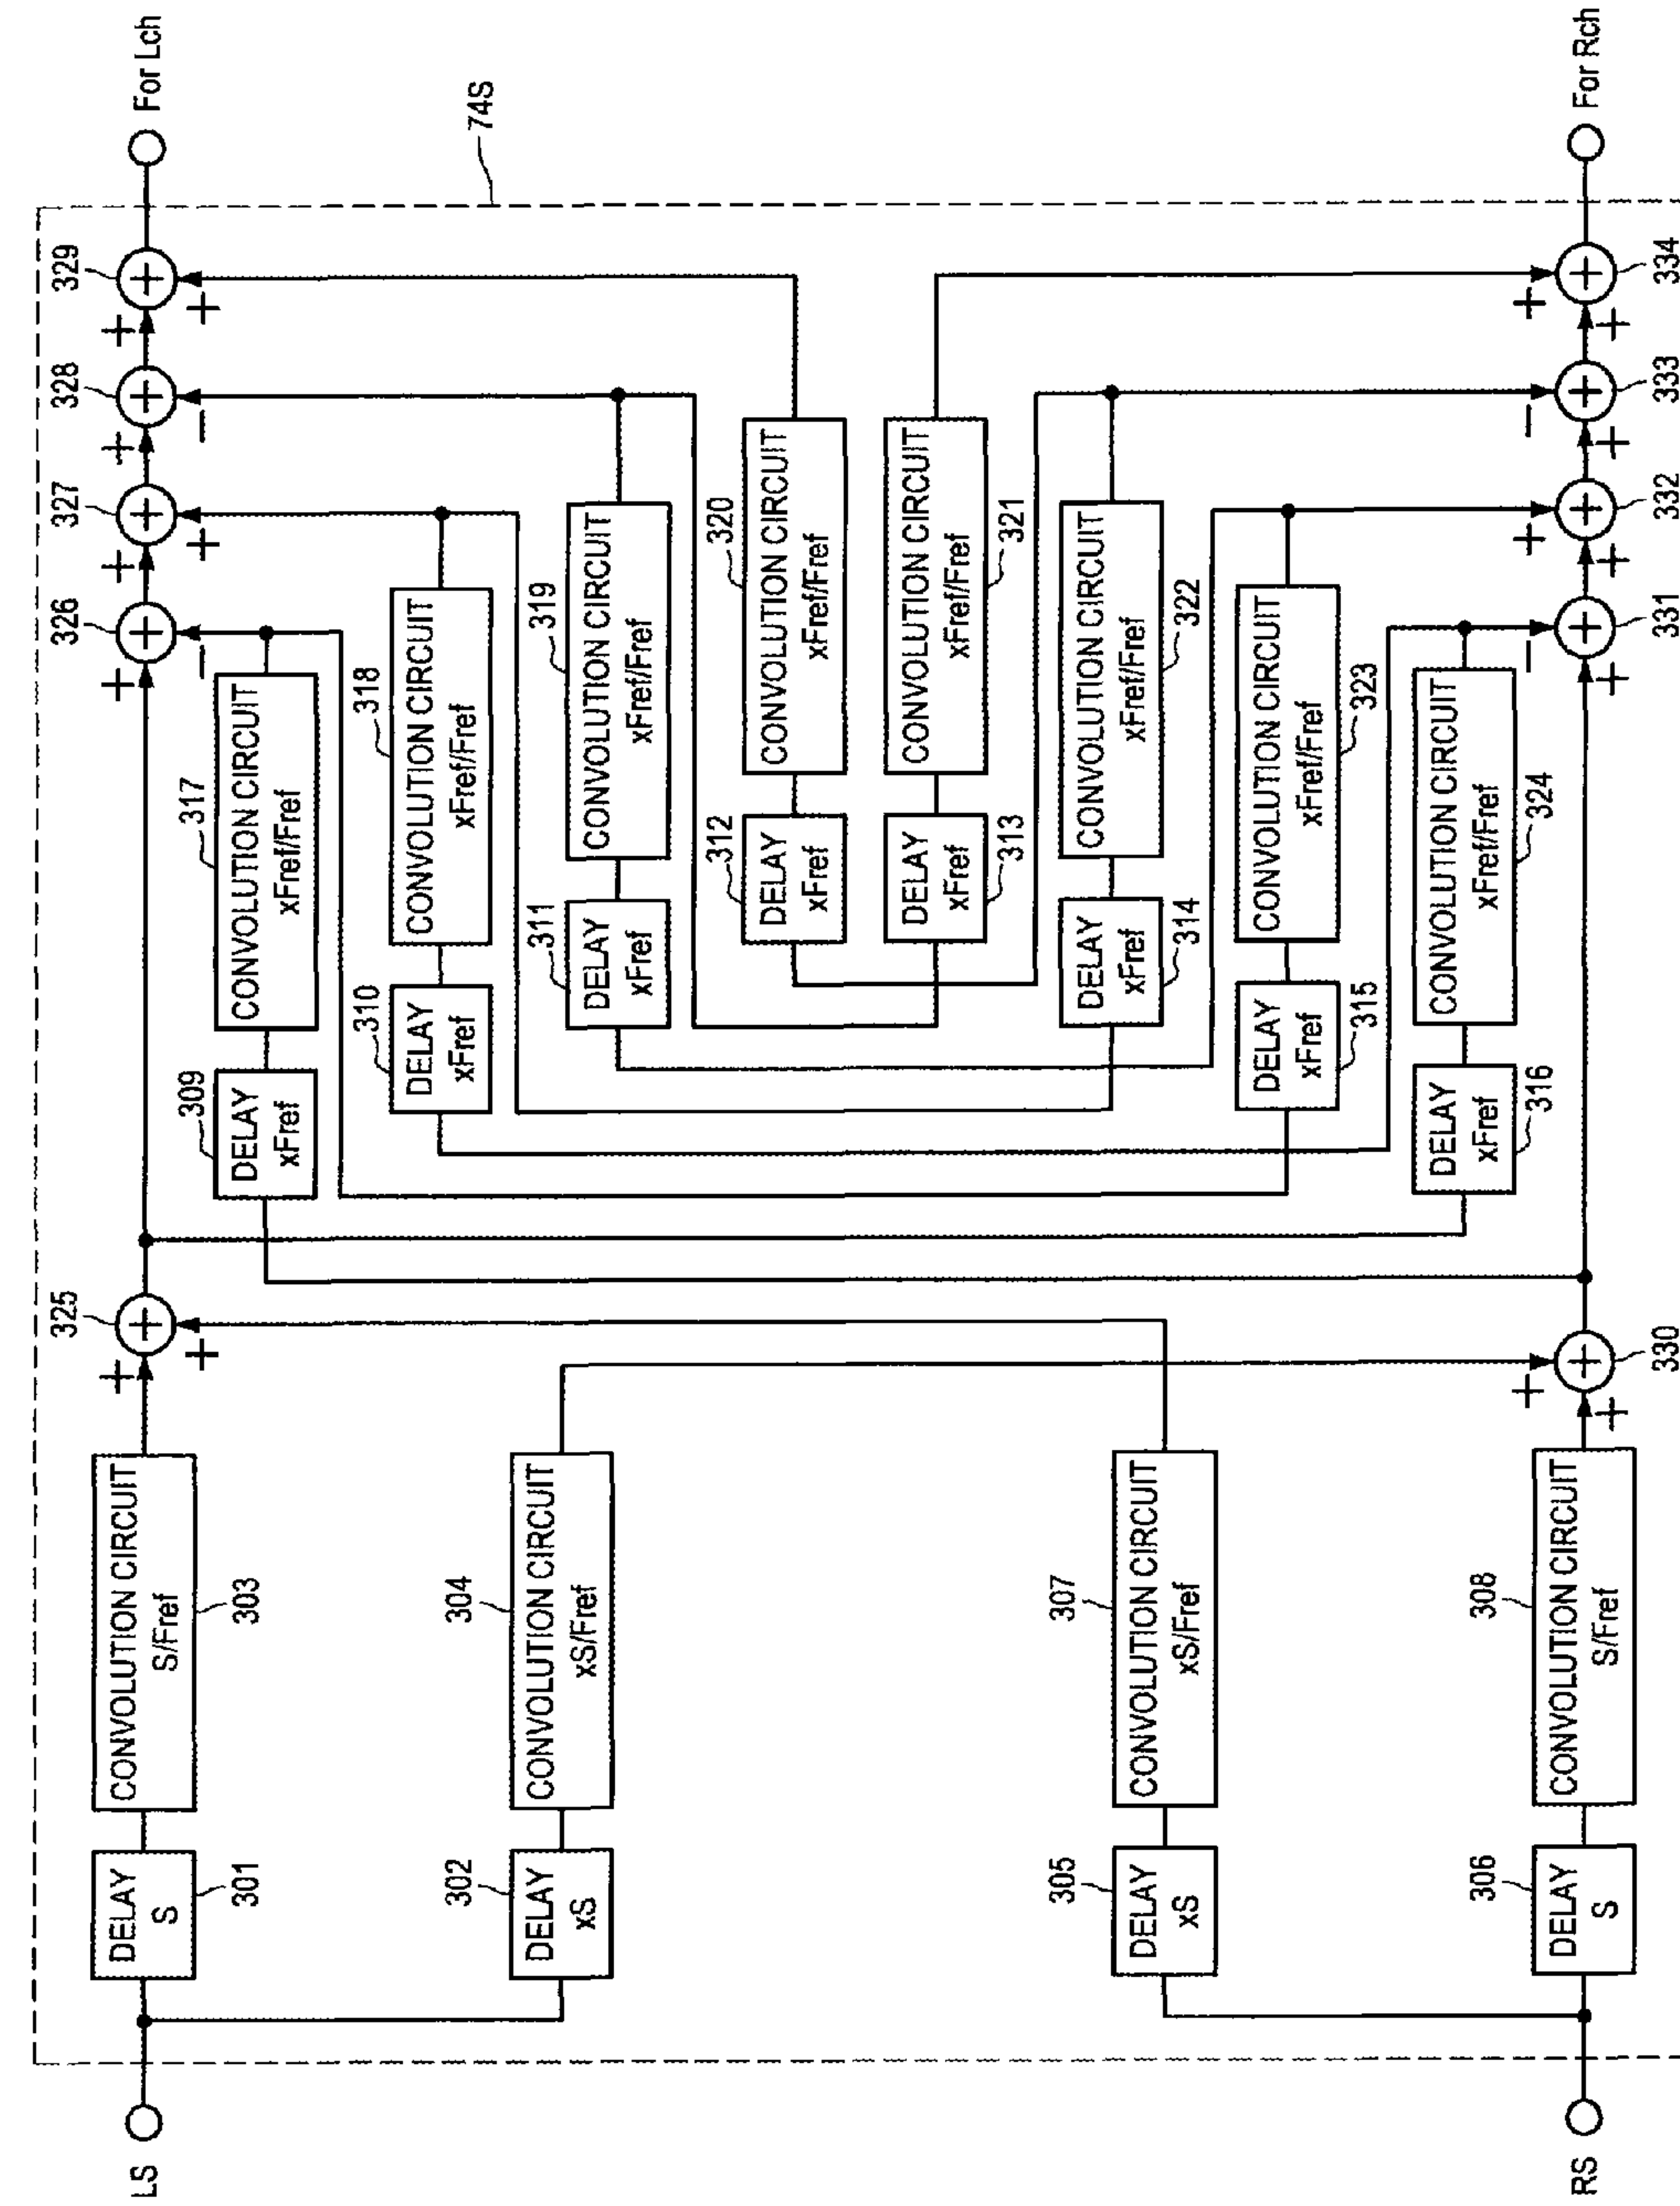 LS
RS
DELAY
S
301
DELAY
xS
302
DELAY
xS
305
DELAY
S
306
CONVOLUTION CIRCUIT
S/Fref
303
CONVOLUTION CIRCUIT
xS/Fref
304
CONVOLUTION CIRCUIT
xS/Fref
307
CONVOLUTION CIRCUIT
S/Fref
308
325
+
+
+
330
+
+
+
DELAY
xFref
309
DELAY
xFref
310
DELAY
xFref
311
DELAY
xFref
312
DELAY
xFref
313
DELAY
xFref
314
DELAY
xFref
315
DELAY
xFref
316
CONVOLUTION CIRCUIT
xFref/Fref
317
CONVOLUTION CIRCUIT
xFref/Fref
318
CONVOLUTION CIRCUIT
xFref/Fref
319
CONVOLUTION CIRCUIT
xFref/Fref
320
CONVOLUTION CIRCUIT
xFref/Fref
321
CONVOLUTION CIRCUIT
xFref/Fref
322
CONVOLUTION CIRCUIT
xFref/Fref
323
CONVOLUTION CIRCUIT
xFref/Fref
324
326
+
+
−
327
+
+
+
328
+
+
−
329
+
+
+
331
+
−
+
332
+
+
+
333
+
−
+
334
+
+
+
74S
For Lch
For Rch